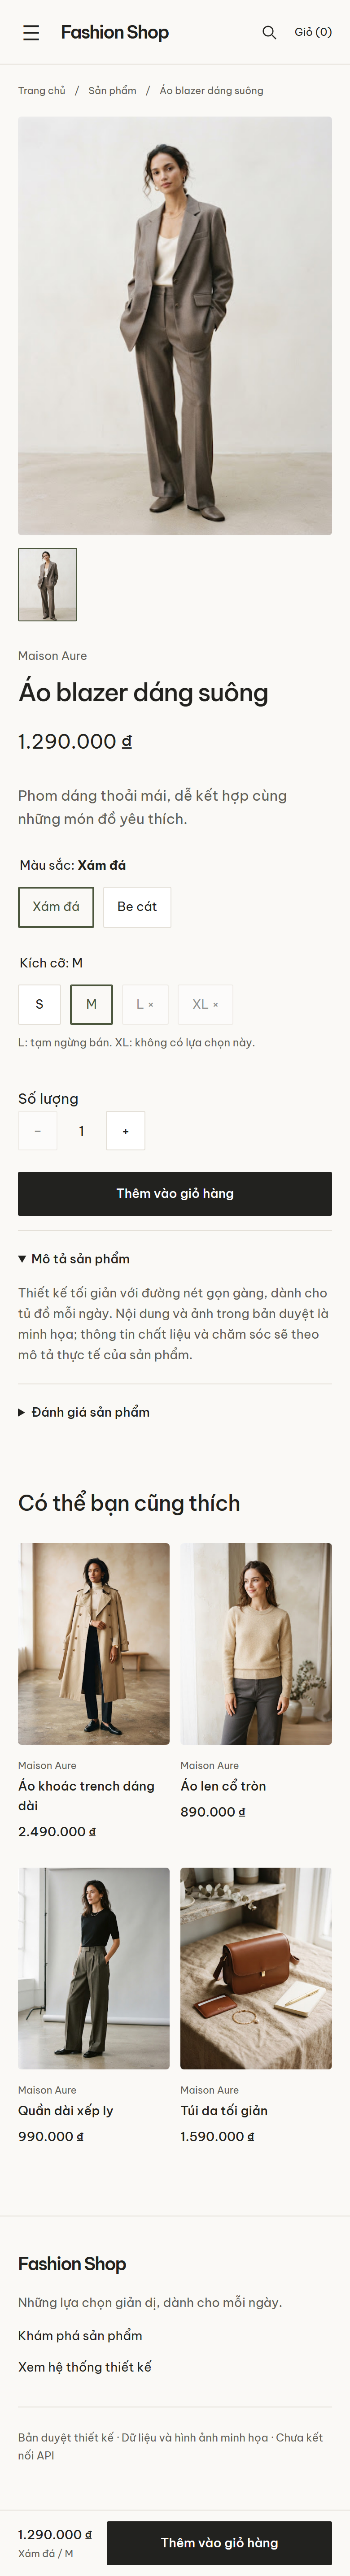 Fashion Shop
Giỏ (0)
Trang chủ / Sản phẩm / Áo blazer dáng suông
Maison Aure
Áo blazer dáng suông
1.290.000 ₫
Phom dáng thoải mái, dễ kết hợp cùng
những món đồ yêu thích.
Màu sắc: Xám đá
Xám đá
Be cát
Kích cỡ: M
S
M
L ×
XL ×
L: tạm ngừng bán. XL: không có lựa chọn này.
Số lượng
− 1 +
Thêm vào giỏ hàng
Mô tả sản phẩm
Thiết kế tối giản với đường nét gọn gàng, dành cho
tủ đồ mỗi ngày. Nội dung và ảnh trong bản duyệt là
minh họa; thông tin chất liệu và chăm sóc sẽ theo
mô tả thực tế của sản phẩm.
Đánh giá sản phẩm
Có thể bạn cũng thích
Maison Aure
Áo khoác trench dáng
dài
2.490.000 ₫
Maison Aure
Áo len cổ tròn
890.000 ₫
Maison Aure
Quần dài xếp ly
990.000 ₫
Maison Aure
Túi da tối giản
1.590.000 ₫
Fashion Shop
Những lựa chọn giản dị, dành cho mỗi ngày.
Khám phá sản phẩm
Xem hệ thống thiết kế
Bản duyệt thiết kế · Dữ liệu và hình ảnh minh họa · Chưa kết
nối API
1.290.000 ₫
Xám đá / M
Thêm vào giỏ hàng